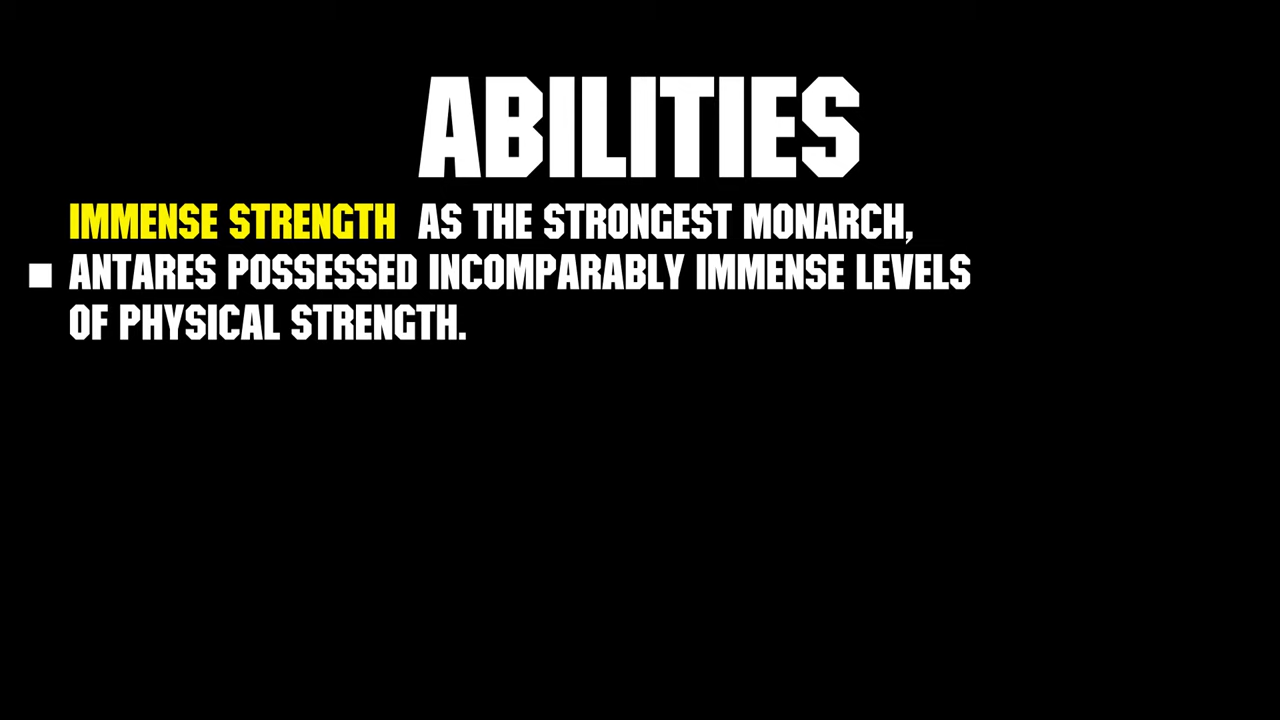 ABILITIES
IMMENSE STRENGTH AS THE STRONGEST MONARCH,
ANTARES POSSESSED INCOMPARABLY IMMENSE LEVELS
OF PHYSICAL STRENGTH.